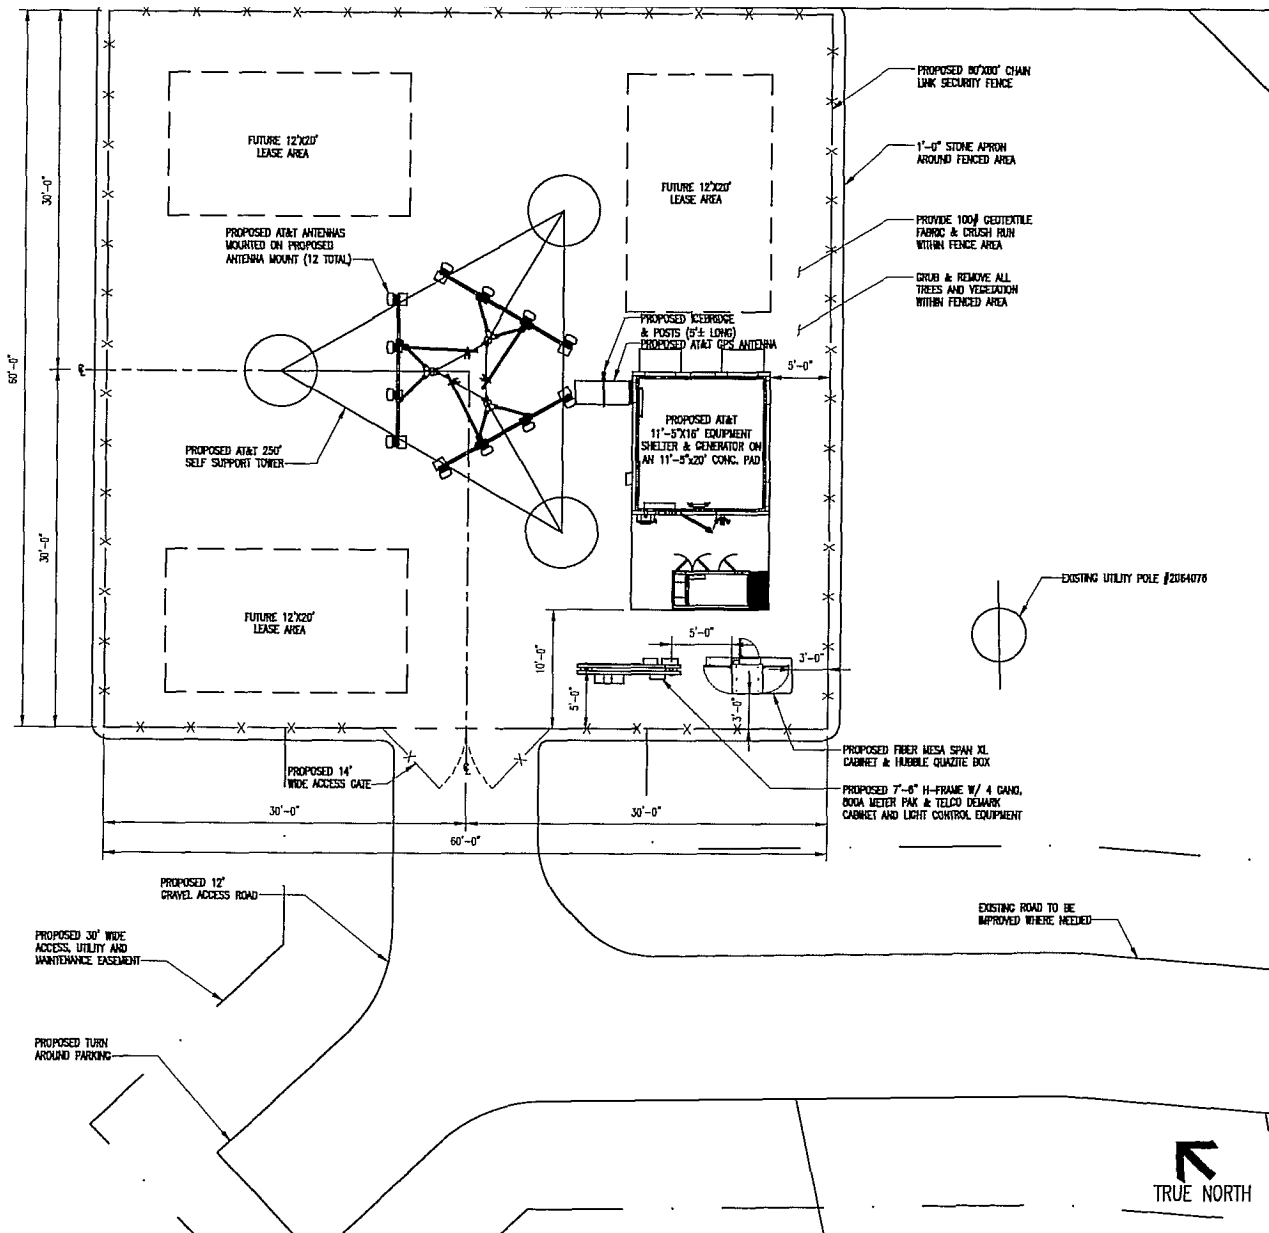 PROPOSED 60'X60' CHAIN
LINK SECURITY FENCE
1'-0" STONE APRON
AROUND FENCED AREA
PROVIDE 100# GEOTEXTILE
FABRIC & CRUSH RUN
WITHIN FENCE AREA
GRUB & REMOVE ALL
TREES AND VEGETATION
WITHIN FENCED AREA
FUTURE 12'X20'
LEASE AREA
FUTURE 12'X20'
LEASE AREA
30'-0"
PROPOSED AT&T ANTENNAS
MOUNTED ON PROPOSED
ANTENNA MOUNT (12 TOTAL)
PROPOSED ICEBRIDGE
& POSTS (5'± LONG)
PROPOSED AT&T GPS ANTENNA
60'-0"
5'-0"
PROPOSED AT&T
11'-5"X16' EQUIPMENT
SHELTER & GENERATOR ON
AN 11'-5"x20' CONC. PAD
PROPOSED AT&T 250'
SELF SUPPORT TOWER
30'-0"
EXISTING UTILITY POLE #2064076
FUTURE 12'X20'
LEASE AREA
5'-0"
10'-0"
3'-0"
5'-0"
3'-0"
PROPOSED FIBER MESA SPAN XL
CABINET & HUBBLE QUAZITE BOX
PROPOSED 14'
WIDE ACCESS GATE
PROPOSED 7'-6" H-FRAME W/ 4 GANG,
800A METER PAK & TELCO DEMARK
CABINET AND LIGHT CONTROL EQUIPMENT
30'-0"
30'-0"
60'-0"
PROPOSED 12'
GRAVEL ACCESS ROAD
EXISTING ROAD TO BE
IMPROVED WHERE NEEDED
PROPOSED 30' WIDE
ACCESS, UTILITY AND
MAINTENANCE EASEMENT
PROPOSED TURN
AROUND PARKING
TRUE NORTH